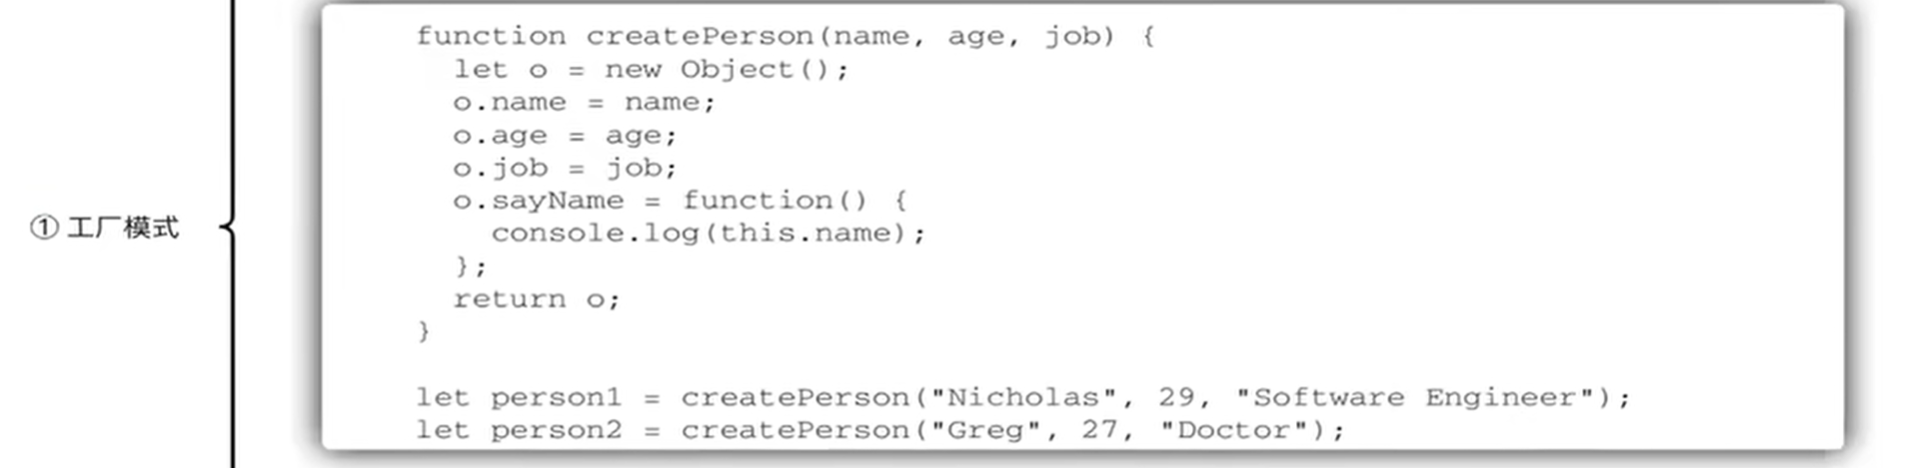 ① 工厂模式
function createPerson(name, age, job) {
  let o = new Object();
  o.name = name;
  o.age = age;
  o.job = job;
  o.sayName = function() {
    console.log(this.name);
  };
  return o;
}
let person1 = createPerson("Nicholas", 29, "Software Engineer");
let person2 = createPerson("Greg", 27, "Doctor");